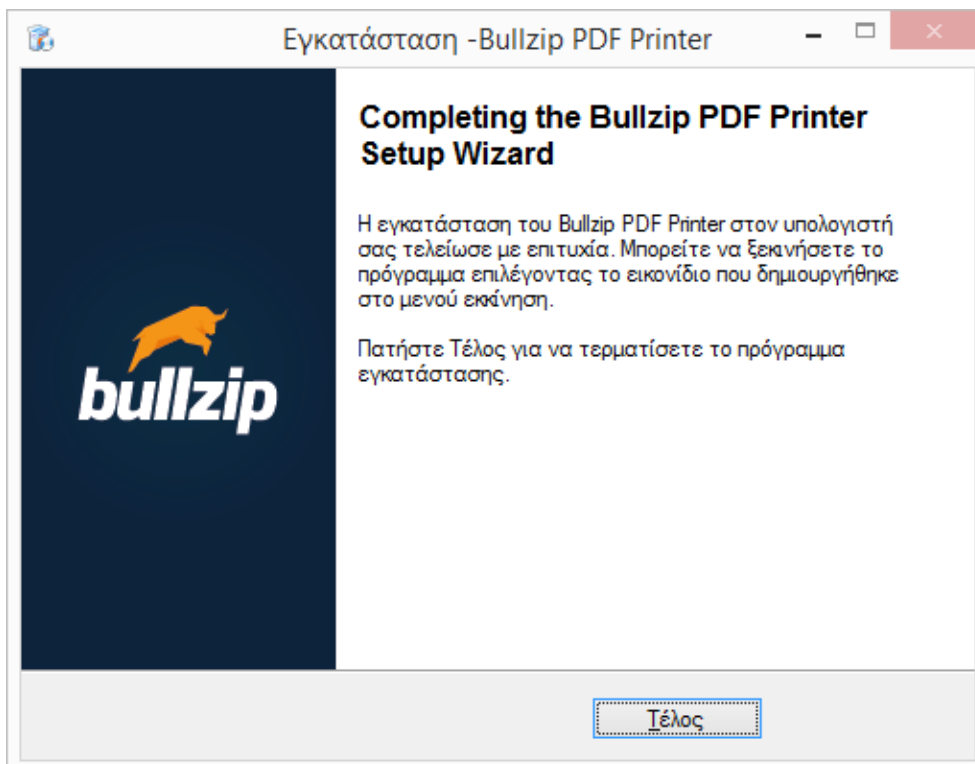 Εγκατάσταση -Bullzip PDF Printer
Completing the Bullzip PDF Printer
Setup Wizard
Η εγκατάσταση του Bullzip PDF Printer στον υπολογιστή
σας τελείωσε με επιτυχία. Μπορείτε να ξεκινήσετε το
πρόγραμμα επιλέγοντας το εικονίδιο που δημιουργήθηκε
στο μενού εκκίνηση.
Πατήστε Τέλος για να τερματίσετε το πρόγραμμα
εγκατάστασης.
bullzip
Τέλος